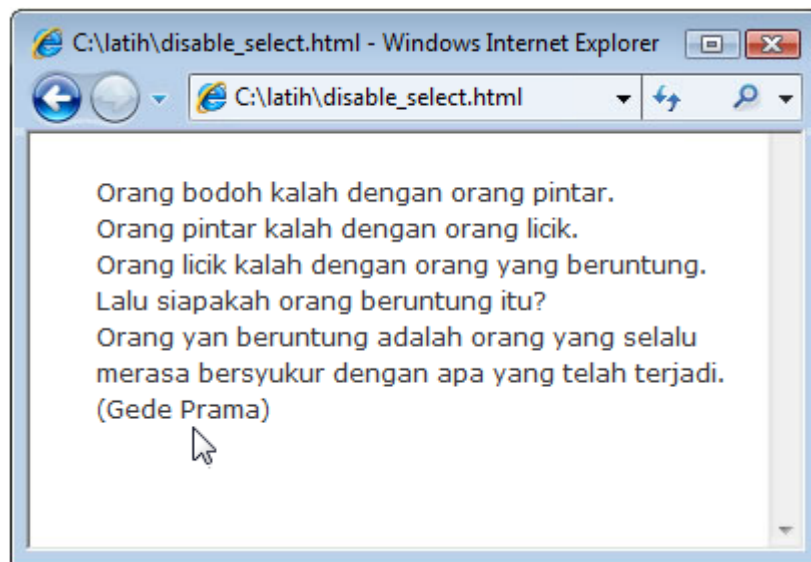 C:\latih\disable_select.html - Windows Internet Explorer
C:\latih\disable_select.html
Orang bodoh kalah dengan orang pintar.
Orang pintar kalah dengan orang licik.
Orang licik kalah dengan orang yang beruntung.
Lalu siapakah orang beruntung itu?
Orang yan beruntung adalah orang yang selalu
merasa bersyukur dengan apa yang telah terjadi.
(Gede Prama)